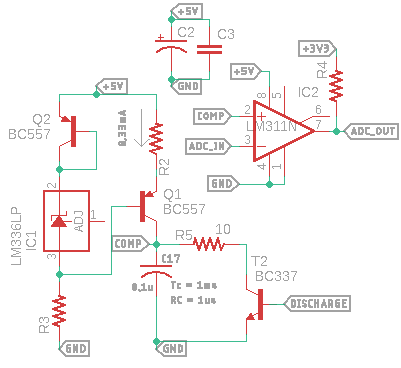 +5V
+
C2
C3
GND
+5V
+3V3
R4
+5V
8
5
IC2
COMP
2
+
6
LM311N
7
ADC_OUT
ADC_IN
3
-
4
1
GND
+5V
Q2
BC557
0,33mA
R2
Q1
BC557
2
LM336LP
IC1
ADJ
1
3
COMP
R5
10
C17
0,1u
Tc = 1ms
RC = 1us
T2
BC337
DISCHARGE
R3
GND
GND